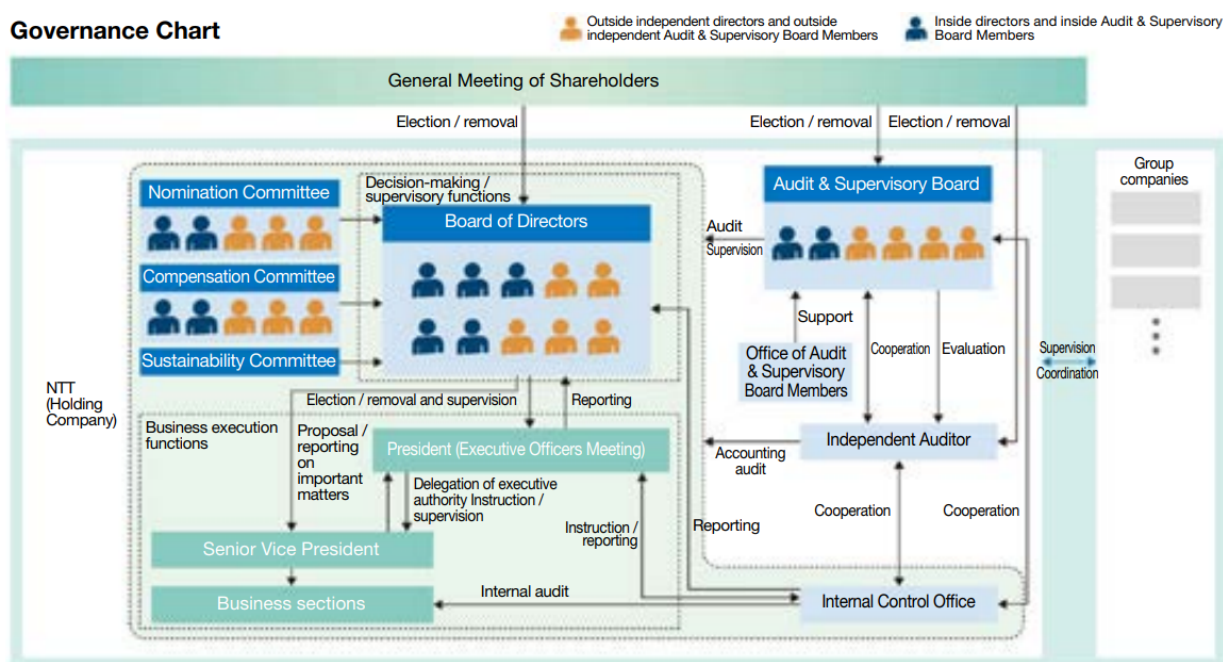 Governance Chart
Outside independent directors and outside
independent Audit & Supervisory Board Members
Inside directors and inside Audit & Supervisory
Board Members
General Meeting of Shareholders
Election / removal
Election / removal
Election / removal
Group
companies
Nomination Committee
Decision-making /
supervisory functions
Board of Directors
Audit & Supervisory Board
Audit
Supervision
Compensation Committee
Sustainability Committee
Support
Office of Audit
& Supervisory
Board Members
Cooperation
Evaluation
Supervision
Coordination
NTT
(Holding
Company)
Election / removal and supervision
Reporting
Business execution
functions
Proposal /
reporting
on
important
matters
President (Executive Officers Meeting)
Delegation of executive
authority Instruction /
supervision
Accounting
audit
Independent Auditor
Instruction /
reporting
Reporting
Cooperation
Cooperation
Senior Vice President
Business sections
Internal audit
Internal Control Office